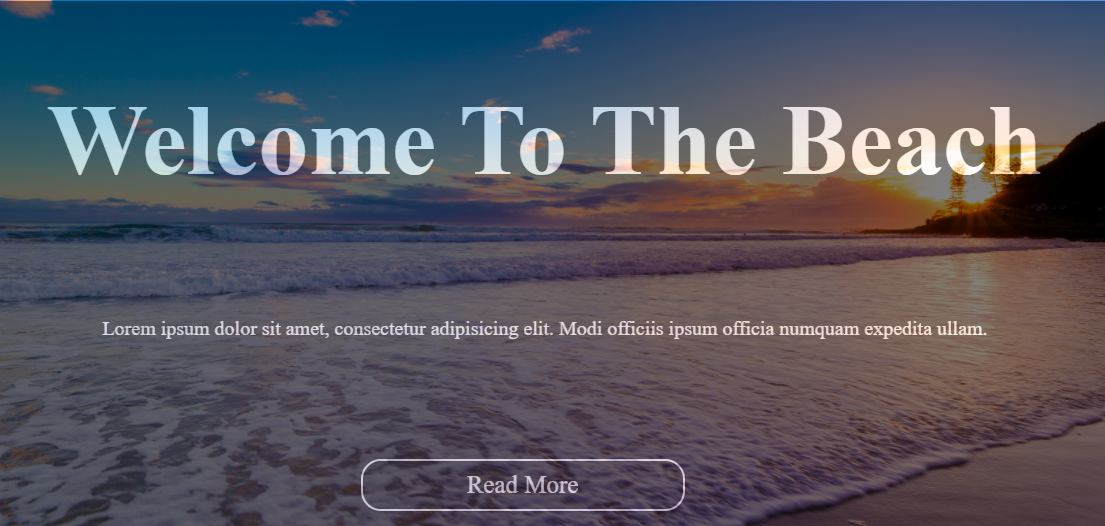 Welcome To The Beach
Lorem ipsum dolor sit amet, consectetur adipisicing elit. Modi officiis ipsum officia numquam expedita ullam.
Read More